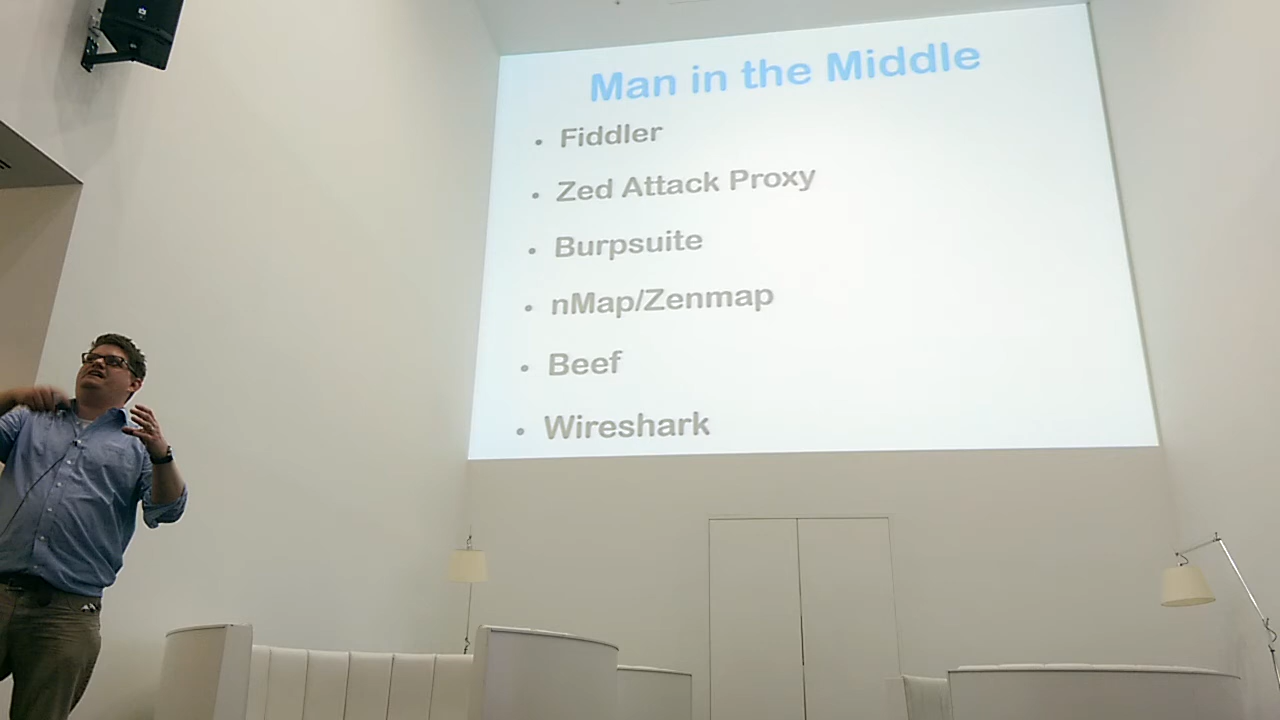 Man in the Middle
• Fiddler
• Zed Attack Proxy
• Burpsuite
• nMap/Zenmap
• Beef
• Wireshark